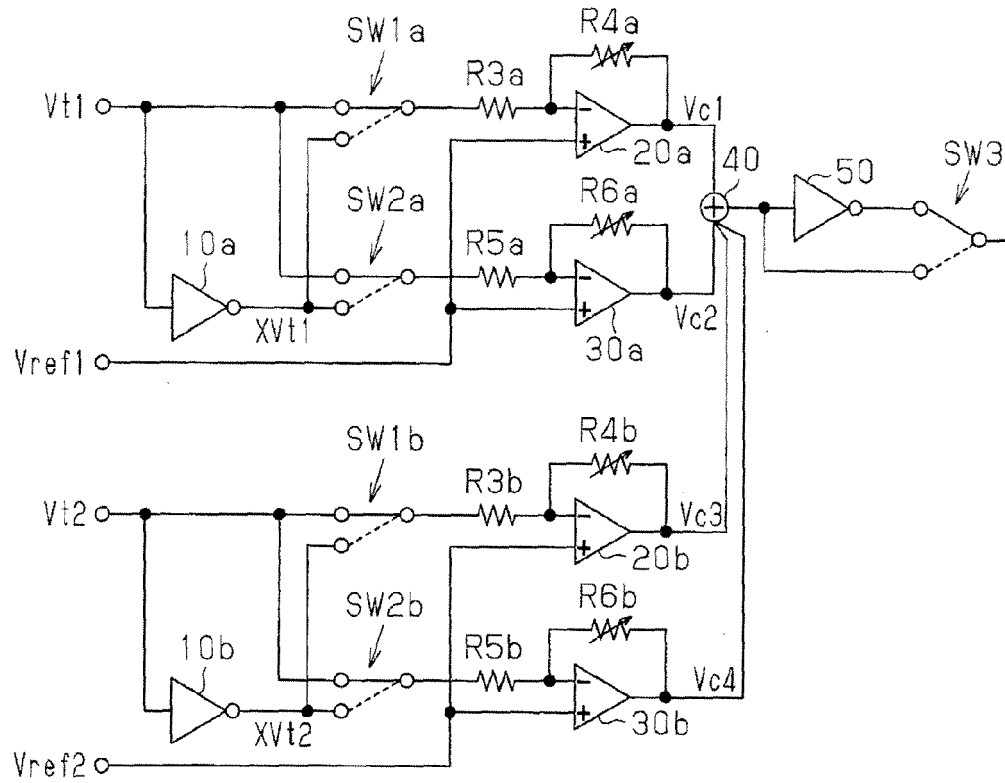 SW1a
R4a
R3a
Vt1
Vc1
−
+
20a
40
50
SW3
SW2a
R6a
+
10a
R5a
−
+
30a
Vc2
XVt1
Vref1
SW1b
R4b
R3b
Vt2
Vc3
−
+
20b
SW2b
R6b
10b
R5b
−
+
30b
Vc4
XVt2
Vref2